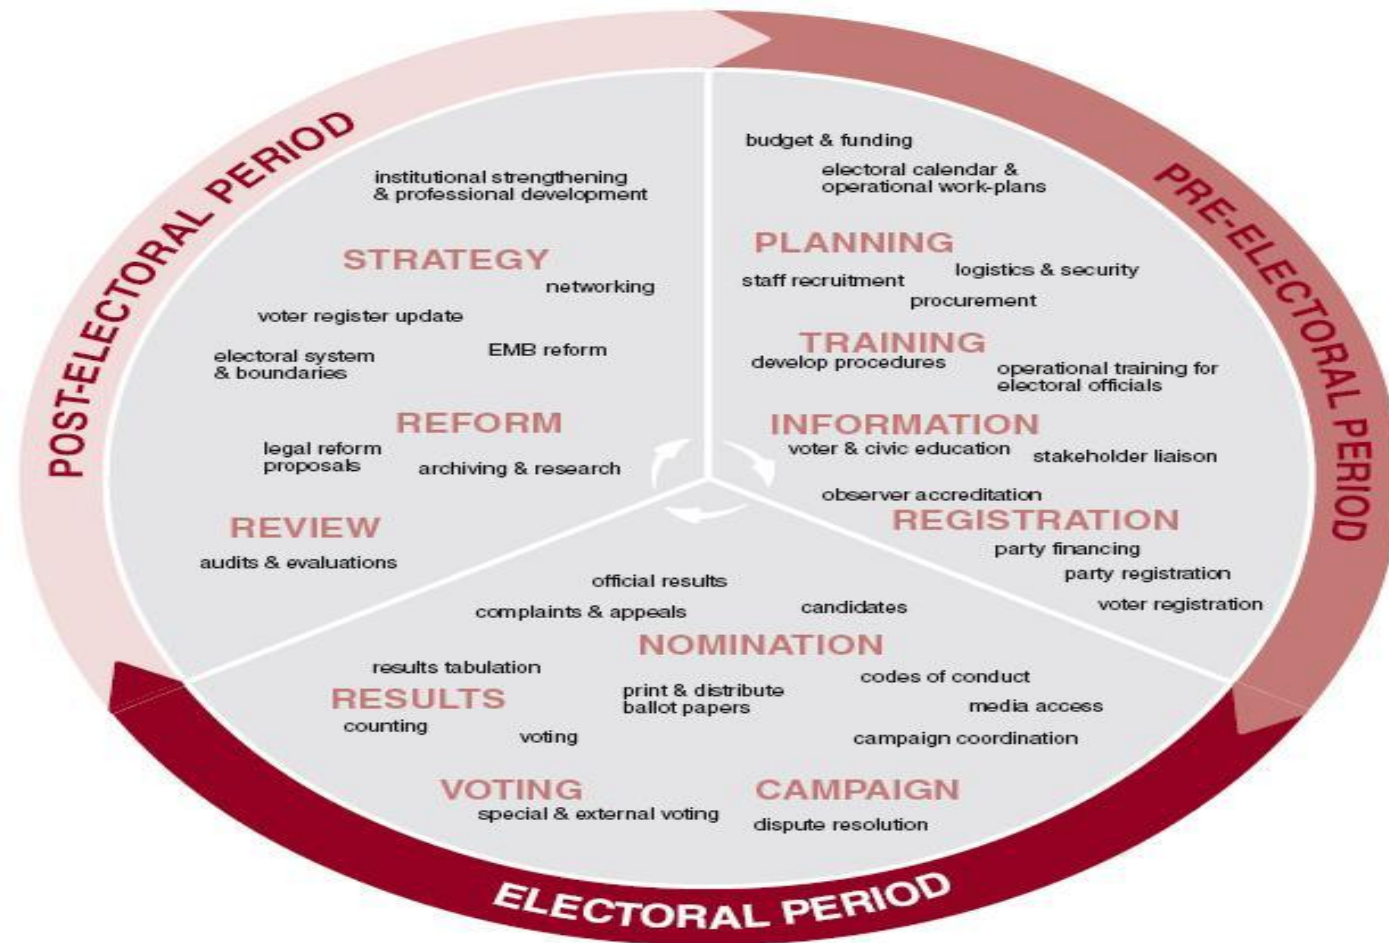 POST-ELECTORAL PERIOD
institutional strengthening
& professional development
STRATEGY
networking
voter register update
EMB reform
electoral system
& boundaries
REFORM
legal reform
proposals
archiving & research
REVIEW
audits & evaluations
PRE-ELECTORAL PERIOD
budget & funding
electoral calendar &
operational work-plans
PLANNING
logistics & security
staff recruitment
procurement
TRAINING
develop procedures
operational training for
electoral officials
INFORMATION
voter & civic education
stakeholder liaison
observer accreditation
REGISTRATION
party financing
party registration
voter registration
official results
complaints & appeals
candidates
NOMINATION
results tabulation
codes of conduct
RESULTS
print & distribute
ballot papers
media access
counting
voting
campaign coordination
VOTING
CAMPAIGN
special & external voting
dispute resolution
ELECTORAL PERIOD